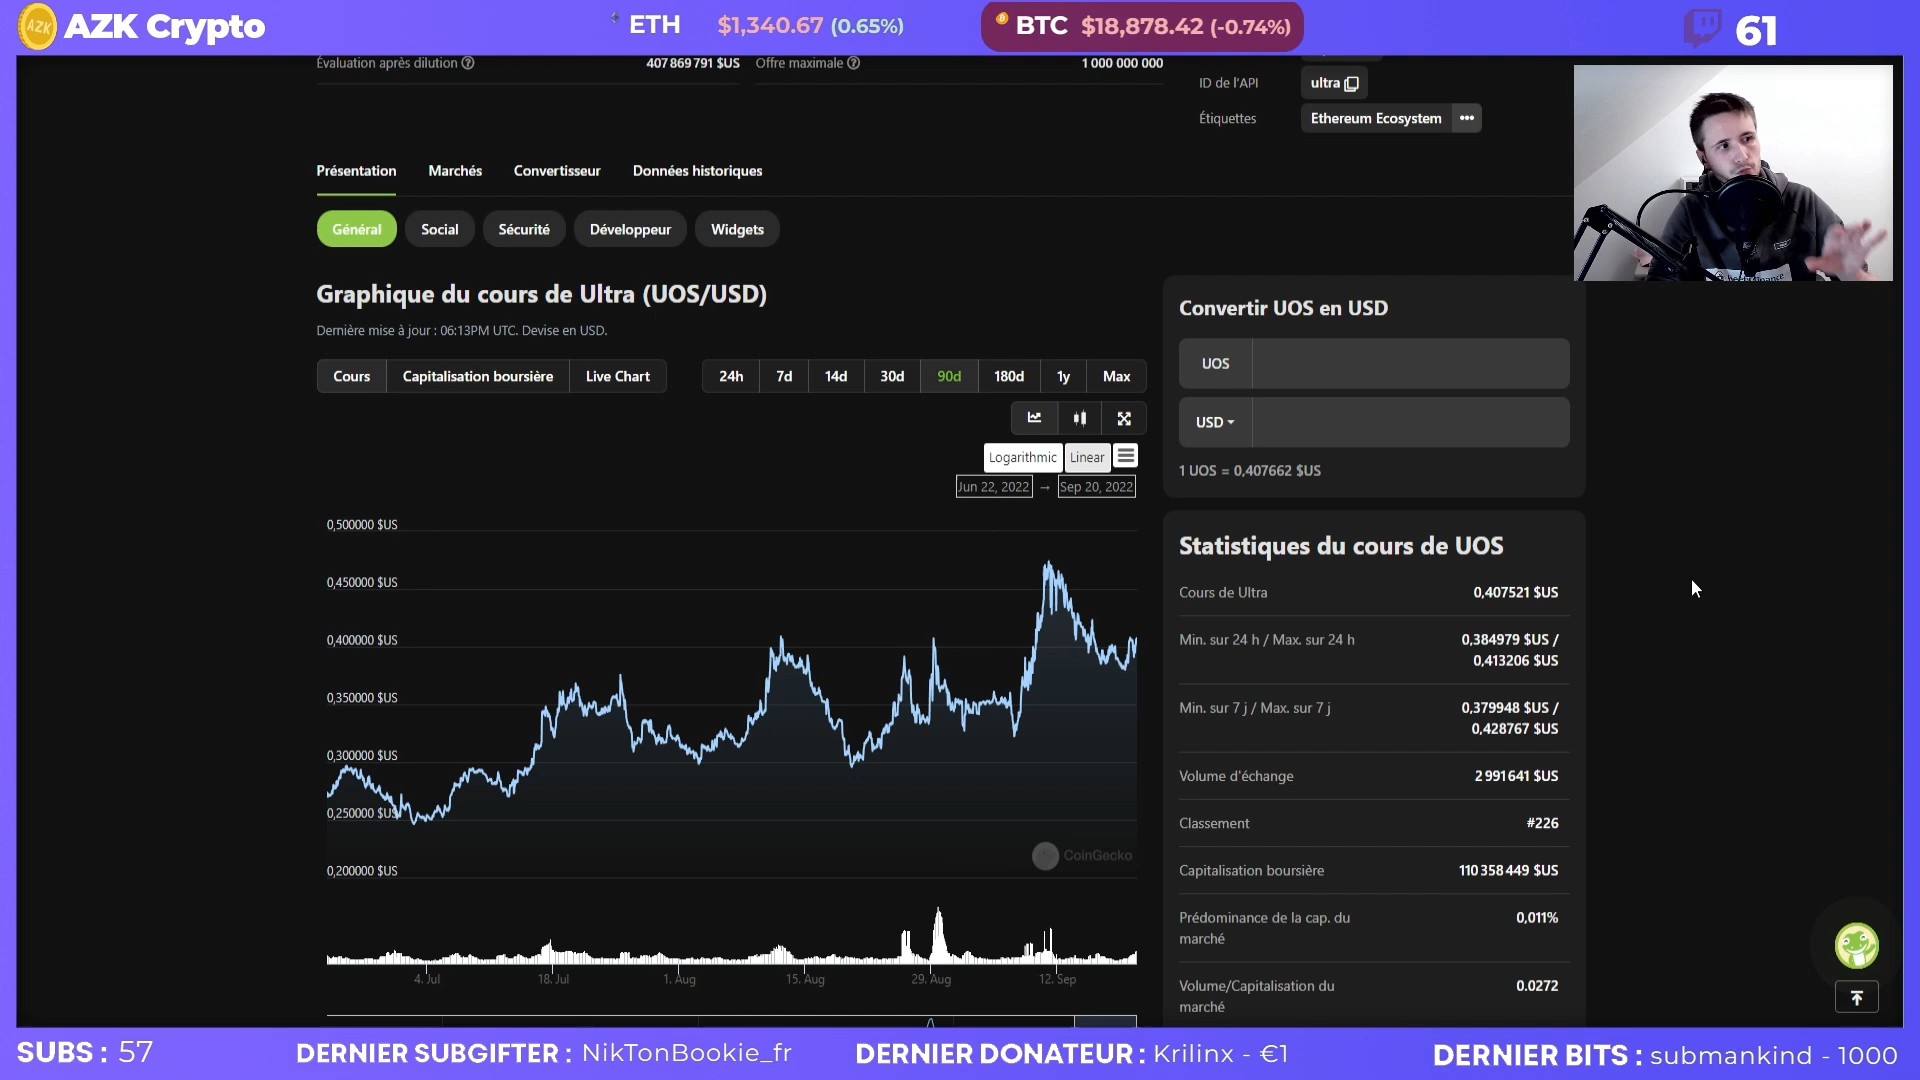 AZK
AZK Crypto
ETH $1,340.67 (0.65%)
BTC $18,878.42 (-0.74%)
61
Évaluation après dilution 407 869 791 $US
Offre maximale 1 000 000 000
ID de l'API ultra
Étiquettes Ethereum Ecosystem •••
Présentation Marchés Convertisseur Données historiques
Général Social Sécurité Développeur Widgets
Graphique du cours de Ultra (UOS/USD)
Dernière mise à jour : 06:13PM UTC. Devise en USD.
Cours Capitalisation boursière Live Chart
24h 7d 14d 30d 90d 180d 1y Max
Logarithmic Linear
Jun 22, 2022 → Sep 20, 2022
0,500000 $US
0,450000 $US
0,400000 $US
0,350000 $US
0,300000 $US
0,250000 $US
0,200000 $US
CoinGecko
4. Jul 18. Jul 1. Aug 15. Aug 29. Aug 12. Sep
Convertir UOS en USD
UOS
USD
1 UOS = 0,407662 $US
Statistiques du cours de UOS
Cours de Ultra 0,407521 $US
Min. sur 24 h / Max. sur 24 h 0,384979 $US /
0,413206 $US
Min. sur 7 j / Max. sur 7 j 0,379948 $US /
0,428767 $US
Volume d'échange 2 991 641 $US
Classement #226
Capitalisation boursière 110 358 449 $US
Prédominance de la cap. du 0,011%
marché
Volume/Capitalisation du 0.0272
marché
SUBS : 57
DERNIER SUBGIFTER : NikTonBookie_fr
DERNIER DONATEUR : Krilinx - €1
DERNIER BITS : submankind - 1000